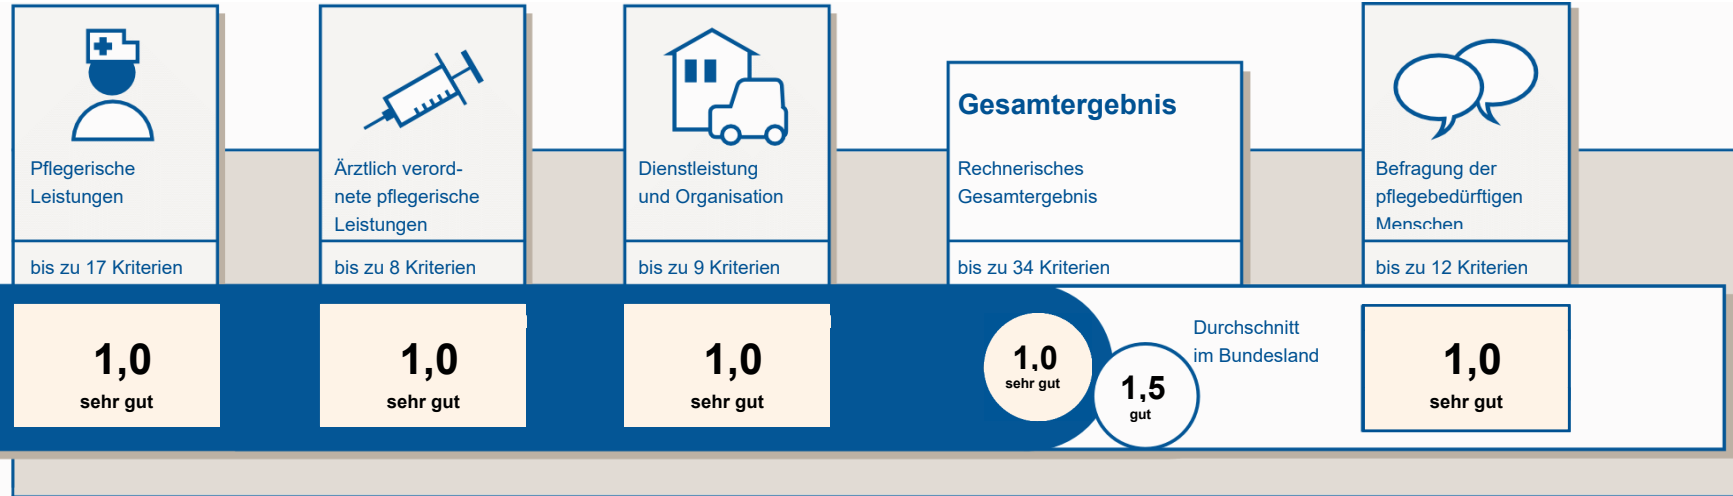 Pflegerische
Leistungen
bis zu 17 Kriterien
1,0
sehr gut
Ärztlich verord-
nete pflegerische
Leistungen
bis zu 8 Kriterien
1,0
sehr gut
Dienstleistung
und Organisation
bis zu 9 Kriterien
1,0
sehr gut
Gesamtergebnis
Rechnerisches
Gesamtergebnis
bis zu 34 Kriterien
1,0
sehr gut
1,5
gut
Durchschnitt
im Bundesland
Befragung der
pflegebedürftigen
Menschen
bis zu 12 Kriterien
1,0
sehr gut